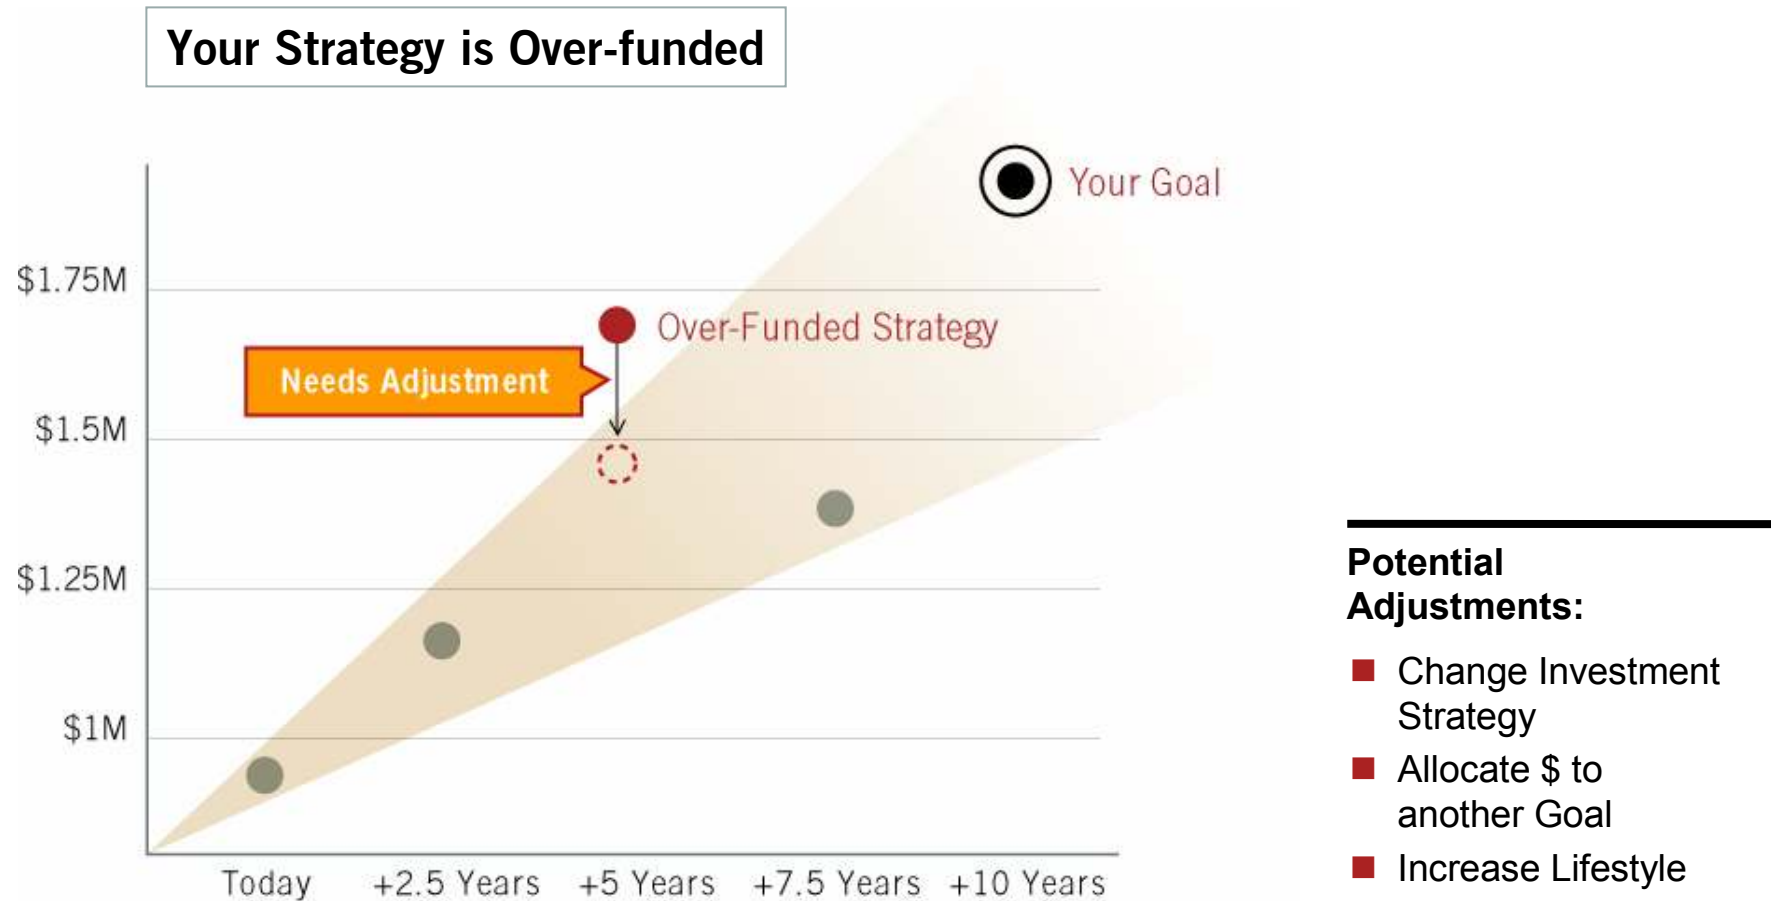 Your Strategy is Over-funded
Your Goal
$1.75M
Over-Funded Strategy
Needs Adjustment
$1.5M
$1.25M
$1M
Today
+2.5 Years
+5 Years
+7.5 Years
+10 Years
Potential
Adjustments:
Change Investment
Strategy
Allocate $ to
another Goal
Increase Lifestyle